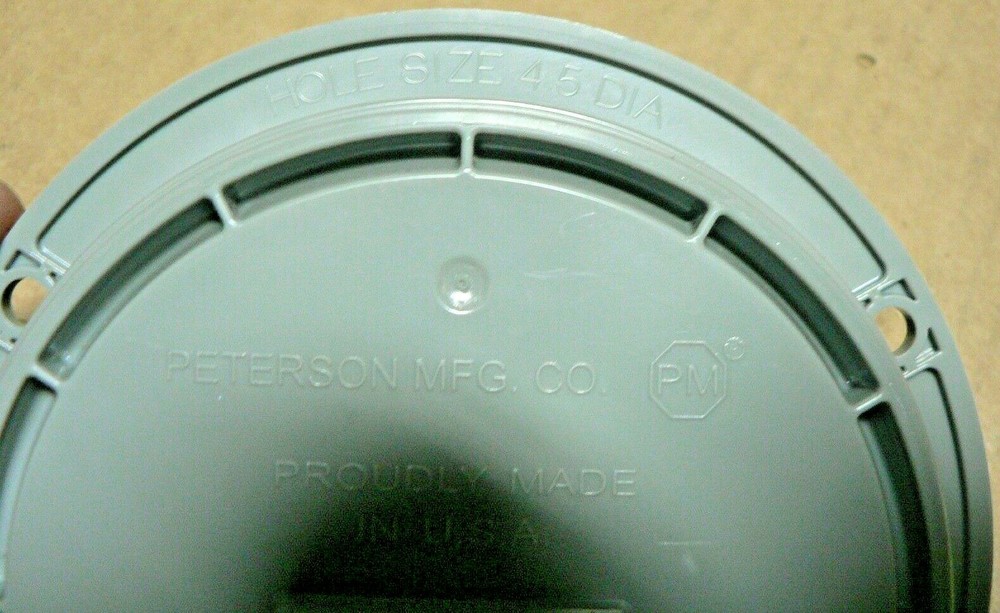 HOLE SIZE 4.5 DIA
PETERSON MFG. CO. PM®
PROUDLY MADE
IN U.S.A.